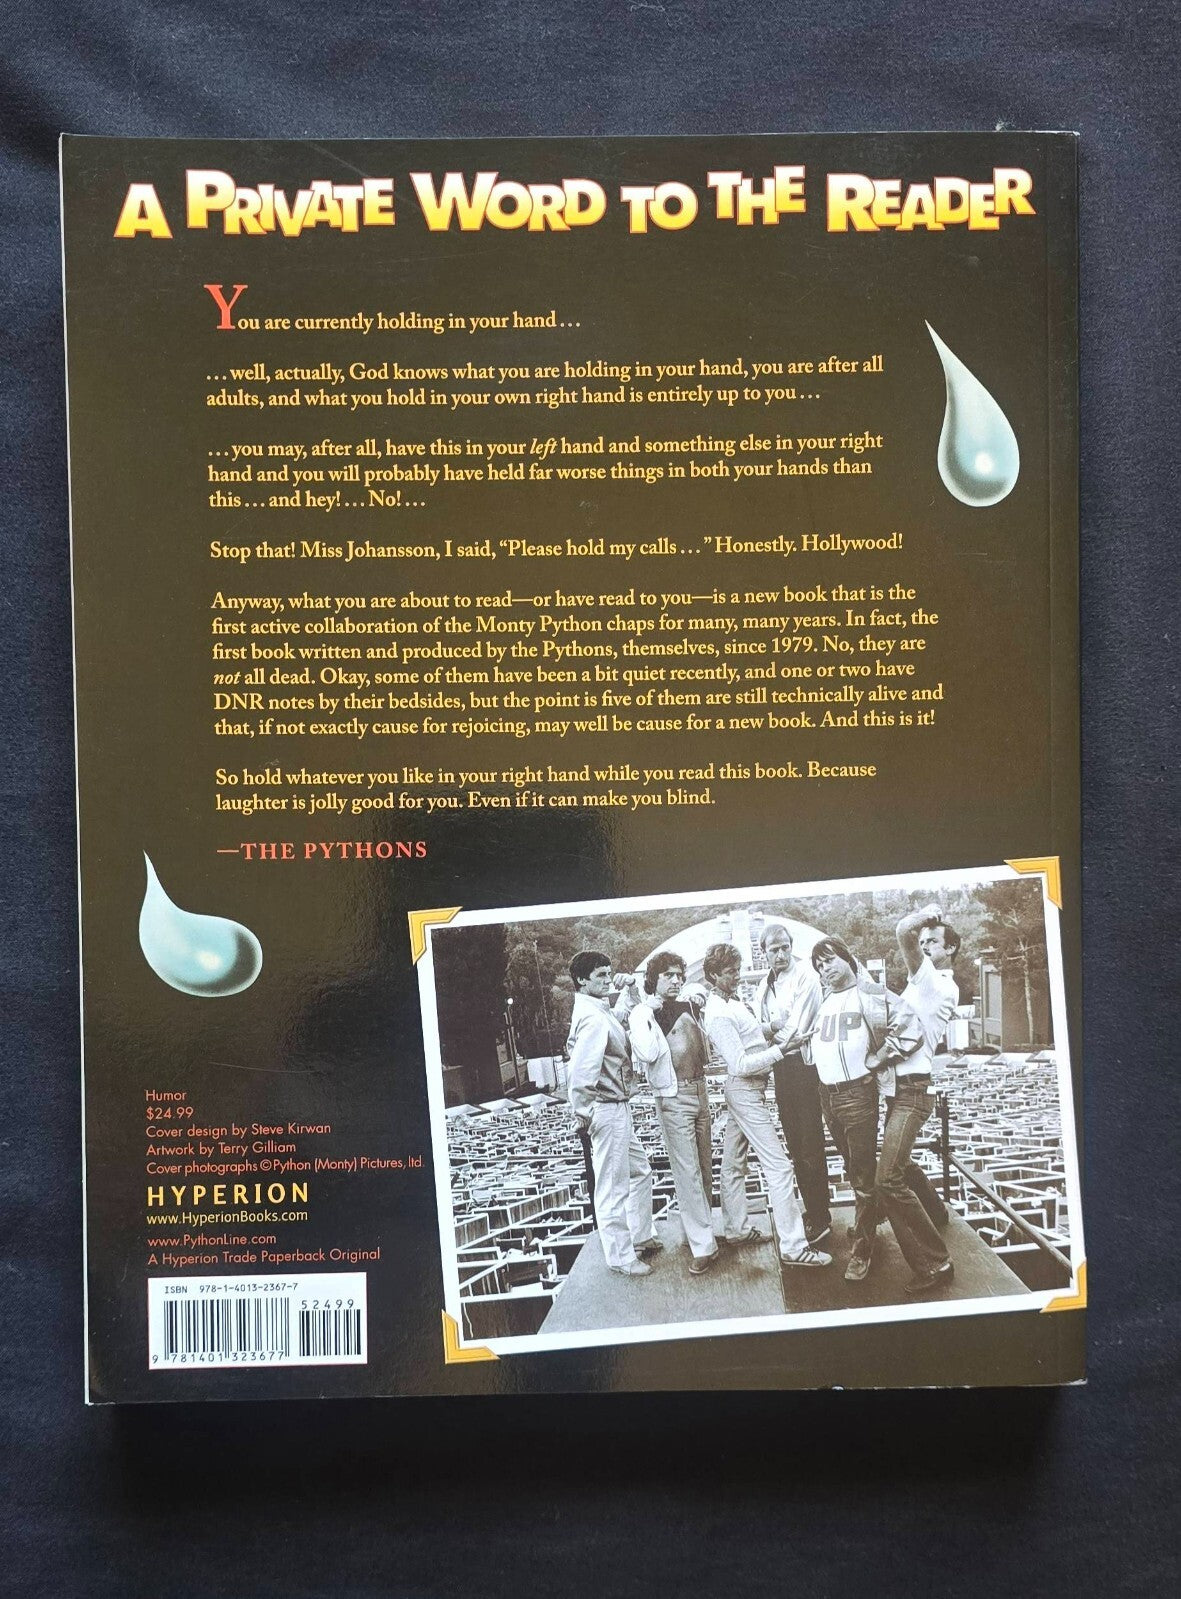 A PRIVATE WORD TO THE READER
You are currently holding in your hand...
...well, actually, God knows what you are holding in your hand, you are after all
adults, and what you hold in your own right hand is entirely up to you...
...you may, after all, have this in your left hand and something else in your right
hand and you will probably have held far worse things in both your hands than
this...and hey!...No!...
Stop that! Miss Johansson, I said, “Please hold my calls...” Honestly. Hollywood!
Anyway, what you are about to read—or have read to you—is a new book that is the
first active collaboration of the Monty Python chaps for many, many years. In fact, the
first book written and produced by the Pythons, themselves, since 1979. No, they are
not all dead. Okay, some of them have been a bit quiet recently, and one or two have
DNR notes by their bedsides, but the point is five of them are still technically alive and
that, if not exactly cause for rejoicing, may well be cause for a new book. And this is it!
So hold whatever you like in your right hand while you read this book. Because
laughter is jolly good for you. Even if it can make you blind.
—THE PYTHONS
UP
Humor
$24.99
Cover design by Steve Kirwan
Artwork by Terry Gilliam
Cover photographs ©Python (Monty) Pictures, ltd.
HYPERION
www.HyperionBooks.com
www.PythonLine.com
A Hyperion Trade Paperback Original
ISBN 978-1-4013-2367-7
52499
9 781401 323677